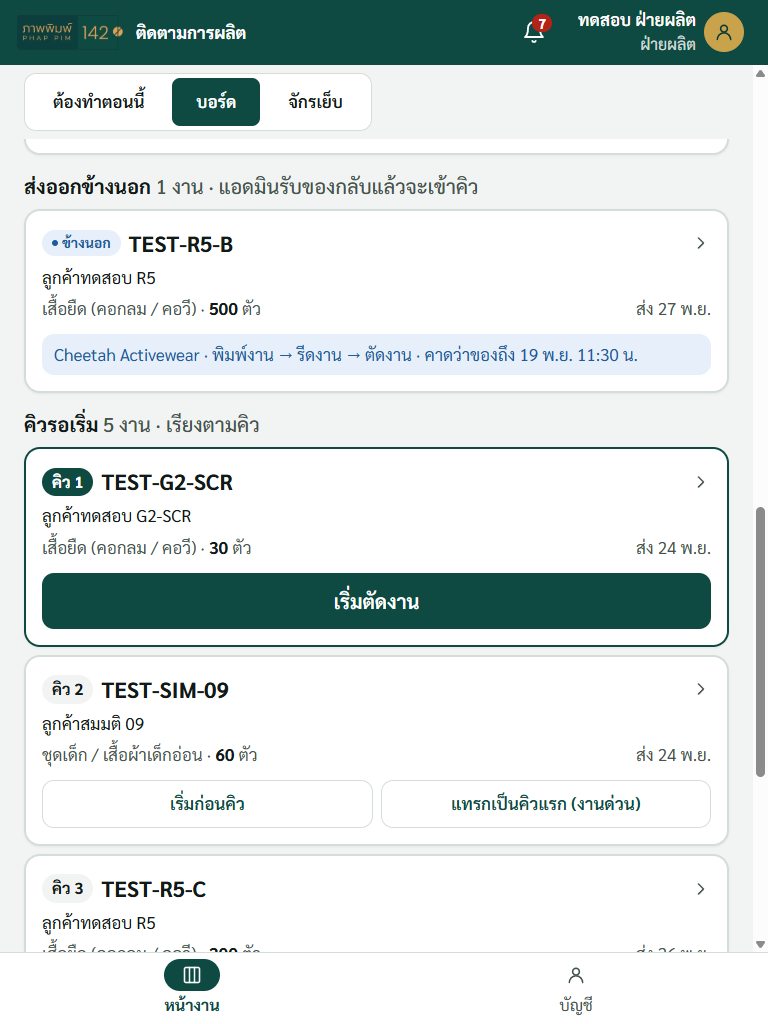 ภาพพิมพ์
PHAP PIM
142
ติดตามการผลิต
7
ทดสอบ ฝ่ายผลิต
ฝ่ายผลิต
ต้องทำตอนนี้
บอร์ด
จักรเย็บ
ส่งออกข้างนอก 1 งาน · แอดมินรับของกลับแล้วจะเข้าคิว
ข้างนอก TEST-R5-B
ลูกค้าทดสอบ R5
เสื้อยืด (คอกลม / คอวี) · 500 ตัว
ส่ง 27 พ.ย.
Cheetah Activewear · พิมพ์งาน → รีดงาน → ตัดงาน · คาดว่าของถึง 19 พ.ย. 11:30 น.
คิวรอเริ่ม 5 งาน · เรียงตามคิว
คิว 1 TEST-G2-SCR
ลูกค้าทดสอบ G2-SCR
เสื้อยืด (คอกลม / คอวี) · 30 ตัว
ส่ง 24 พ.ย.
เริ่มตัดงาน
คิว 2 TEST-SIM-09
ลูกค้าสมมติ 09
ชุดเด็ก / เสื้อผ้าเด็กอ่อน · 60 ตัว
ส่ง 24 พ.ย.
เริ่มก่อนคิว
แทรกเป็นคิวแรก (งานด่วน)
คิว 3 TEST-R5-C
ลูกค้าทดสอบ R5
เสื้อยืด (คอกลม / คอวี)
หน้างาน
บัญชี